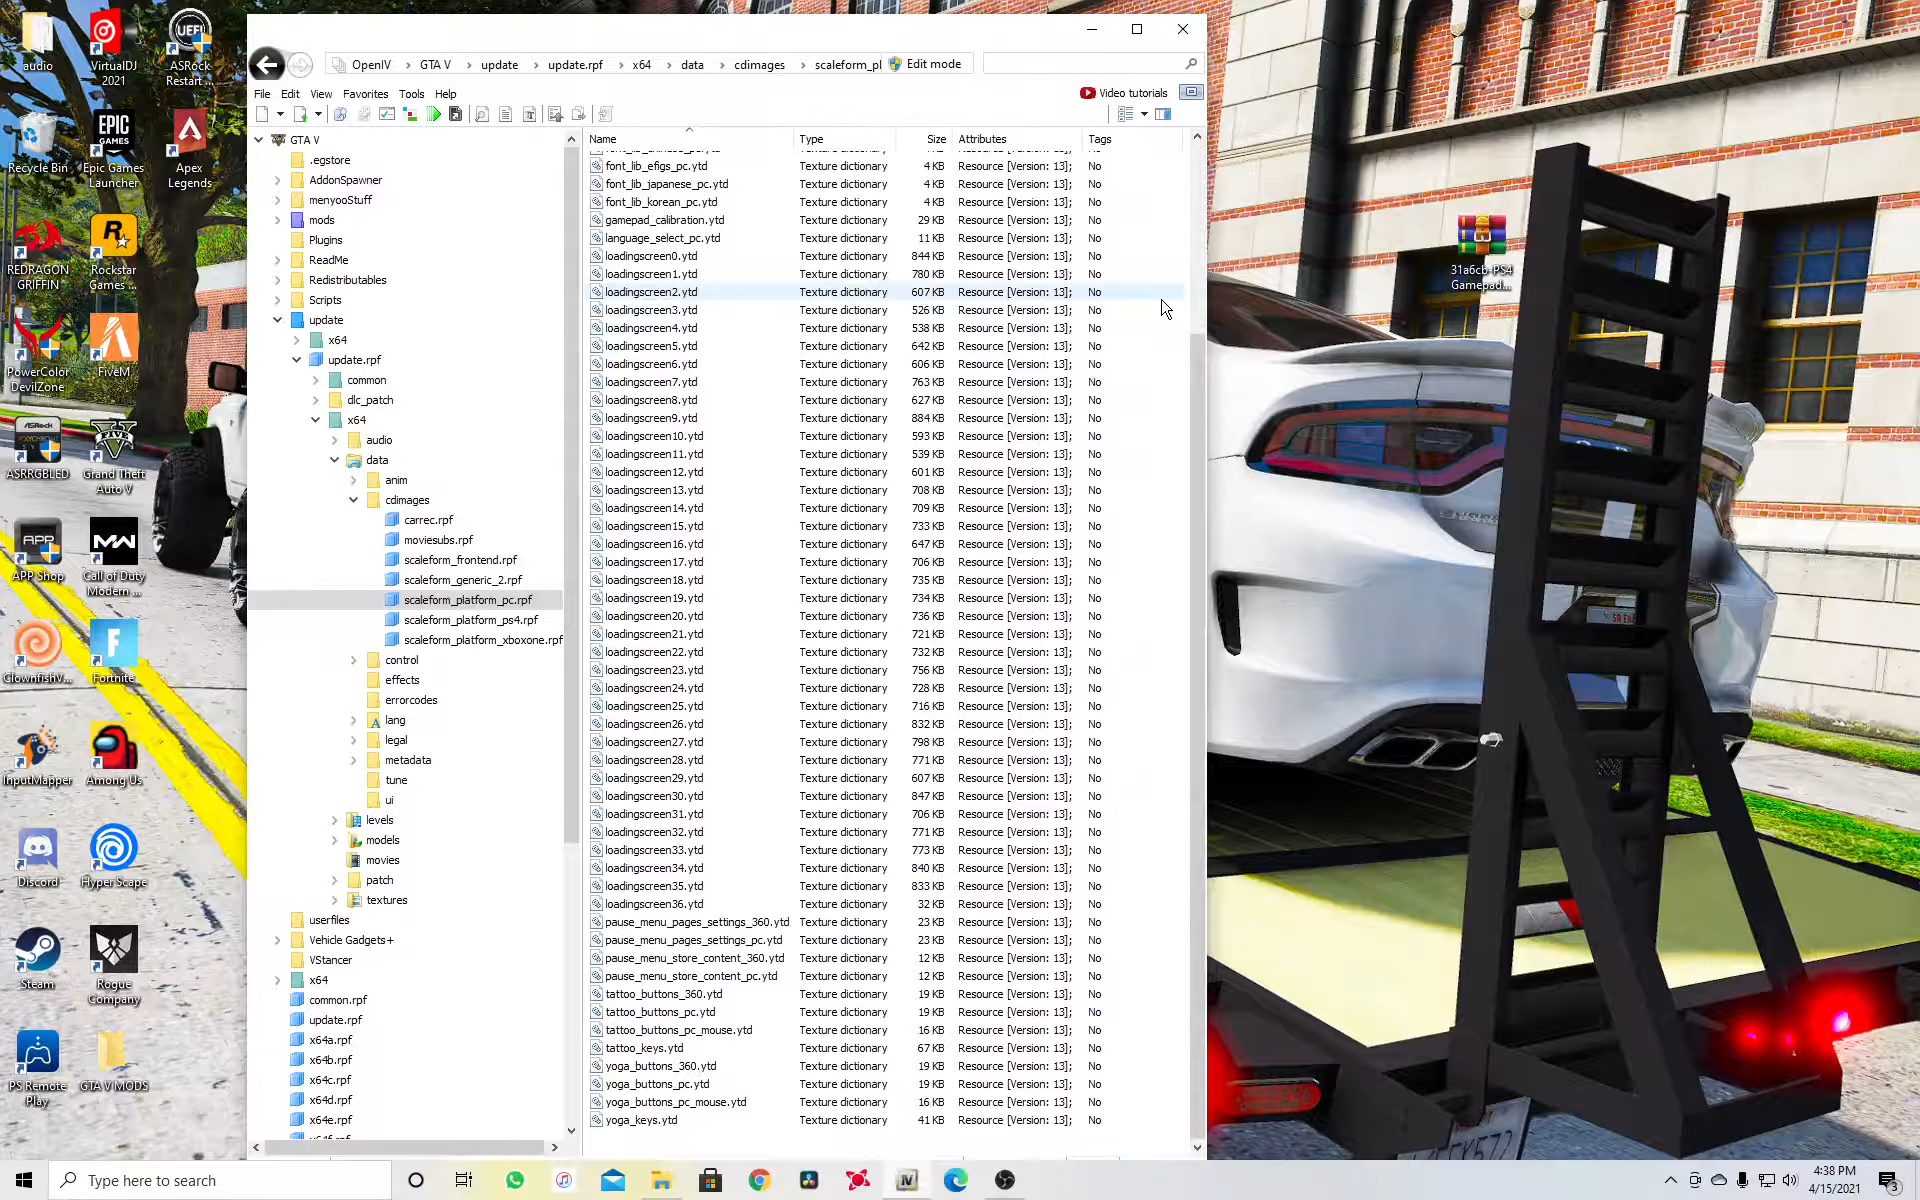 audio
VirtualDJ
2021
ASRock
Restart ...
Recycle Bin
Epic Games
Launcher
Apex
Legends
REDRAGON
GRIFFIN
Rockstar
Games ...
PowerColor
DevilZone
FiveM
ASRRGBLED
Grand Theft
Auto V
APP Shop
Call of Duty
Modern ...
ClownfishV...
Fortnite
InputMapper
Among Us
Discord
Hyper Scape
Steam
Rogue
Company
PS Remote
Play
GTA V MODS
OpenIV
GTA V
update
update.rpf
x64
data
cdimages
scaleform_pl
Edit mode
File Edit View Favorites Tools Help
Video tutorials
GTA V
.egstore
AddonSpawner
menyooStuff
mods
Plugins
ReadMe
Redistributables
Scripts
update
x64
update.rpf
common
dlc_patch
x64
audio
data
anim
cdimages
carrec.rpf
moviesubs.rpf
scaleform_frontend.rpf
scaleform_generic_2.rpf
scaleform_platform_pc.rpf
scaleform_platform_ps4.rpf
scaleform_platform_xboxone.rpf
control
effects
errorcodes
lang
legal
metadata
tune
ui
levels
models
movies
patch
textures
userfiles
Vehicle Gadgets+
VStancer
x64
common.rpf
update.rpf
x64a.rpf
x64b.rpf
x64c.rpf
x64d.rpf
x64e.rpf
Name Type Size Attributes Tags
font_lib_efigs_pc.ytd Texture dictionary 4 KB Resource [Version: 13]; No
font_lib_japanese_pc.ytd Texture dictionary 4 KB Resource [Version: 13]; No
font_lib_korean_pc.ytd Texture dictionary 4 KB Resource [Version: 13]; No
gamepad_calibration.ytd Texture dictionary 29 KB Resource [Version: 13]; No
language_select_pc.ytd Texture dictionary 11 KB Resource [Version: 13]; No
loadingscreen0.ytd Texture dictionary 844 KB Resource [Version: 13]; No
loadingscreen1.ytd Texture dictionary 780 KB Resource [Version: 13]; No
loadingscreen2.ytd Texture dictionary 607 KB Resource [Version: 13]; No
loadingscreen3.ytd Texture dictionary 526 KB Resource [Version: 13]; No
loadingscreen4.ytd Texture dictionary 538 KB Resource [Version: 13]; No
loadingscreen5.ytd Texture dictionary 642 KB Resource [Version: 13]; No
loadingscreen6.ytd Texture dictionary 606 KB Resource [Version: 13]; No
loadingscreen7.ytd Texture dictionary 763 KB Resource [Version: 13]; No
loadingscreen8.ytd Texture dictionary 627 KB Resource [Version: 13]; No
loadingscreen9.ytd Texture dictionary 884 KB Resource [Version: 13]; No
loadingscreen10.ytd Texture dictionary 593 KB Resource [Version: 13]; No
loadingscreen11.ytd Texture dictionary 539 KB Resource [Version: 13]; No
loadingscreen12.ytd Texture dictionary 601 KB Resource [Version: 13]; No
loadingscreen13.ytd Texture dictionary 708 KB Resource [Version: 13]; No
loadingscreen14.ytd Texture dictionary 709 KB Resource [Version: 13]; No
loadingscreen15.ytd Texture dictionary 733 KB Resource [Version: 13]; No
loadingscreen16.ytd Texture dictionary 647 KB Resource [Version: 13]; No
loadingscreen17.ytd Texture dictionary 706 KB Resource [Version: 13]; No
loadingscreen18.ytd Texture dictionary 735 KB Resource [Version: 13]; No
loadingscreen19.ytd Texture dictionary 734 KB Resource [Version: 13]; No
loadingscreen20.ytd Texture dictionary 736 KB Resource [Version: 13]; No
loadingscreen21.ytd Texture dictionary 721 KB Resource [Version: 13]; No
loadingscreen22.ytd Texture dictionary 732 KB Resource [Version: 13]; No
loadingscreen23.ytd Texture dictionary 756 KB Resource [Version: 13]; No
loadingscreen24.ytd Texture dictionary 728 KB Resource [Version: 13]; No
loadingscreen25.ytd Texture dictionary 716 KB Resource [Version: 13]; No
loadingscreen26.ytd Texture dictionary 832 KB Resource [Version: 13]; No
loadingscreen27.ytd Texture dictionary 798 KB Resource [Version: 13]; No
loadingscreen28.ytd Texture dictionary 771 KB Resource [Version: 13]; No
loadingscreen29.ytd Texture dictionary 607 KB Resource [Version: 13]; No
loadingscreen30.ytd Texture dictionary 847 KB Resource [Version: 13]; No
loadingscreen31.ytd Texture dictionary 706 KB Resource [Version: 13]; No
loadingscreen32.ytd Texture dictionary 771 KB Resource [Version: 13]; No
loadingscreen33.ytd Texture dictionary 773 KB Resource [Version: 13]; No
loadingscreen34.ytd Texture dictionary 840 KB Resource [Version: 13]; No
loadingscreen35.ytd Texture dictionary 833 KB Resource [Version: 13]; No
loadingscreen36.ytd Texture dictionary 32 KB Resource [Version: 13]; No
pause_menu_pages_settings_360.ytd Texture dictionary 23 KB Resource [Version: 13]; No
pause_menu_pages_settings_pc.ytd Texture dictionary 23 KB Resource [Version: 13]; No
pause_menu_store_content_360.ytd Texture dictionary 12 KB Resource [Version: 13]; No
pause_menu_store_content_pc.ytd Texture dictionary 12 KB Resource [Version: 13]; No
tattoo_buttons_360.ytd Texture dictionary 19 KB Resource [Version: 13]; No
tattoo_buttons_pc.ytd Texture dictionary 19 KB Resource [Version: 13]; No
tattoo_buttons_pc_mouse.ytd Texture dictionary 16 KB Resource [Version: 13]; No
tattoo_keys.ytd Texture dictionary 67 KB Resource [Version: 13]; No
yoga_buttons_360.ytd Texture dictionary 19 KB Resource [Version: 13]; No
yoga_buttons_pc.ytd Texture dictionary 19 KB Resource [Version: 13]; No
yoga_buttons_pc_mouse.ytd Texture dictionary 16 KB Resource [Version: 13]; No
yoga_keys.ytd Texture dictionary 41 KB Resource [Version: 13]; No
31a6cb-PS4
Gamepad...
Type here to search
4:38 PM
4/15/2021
3